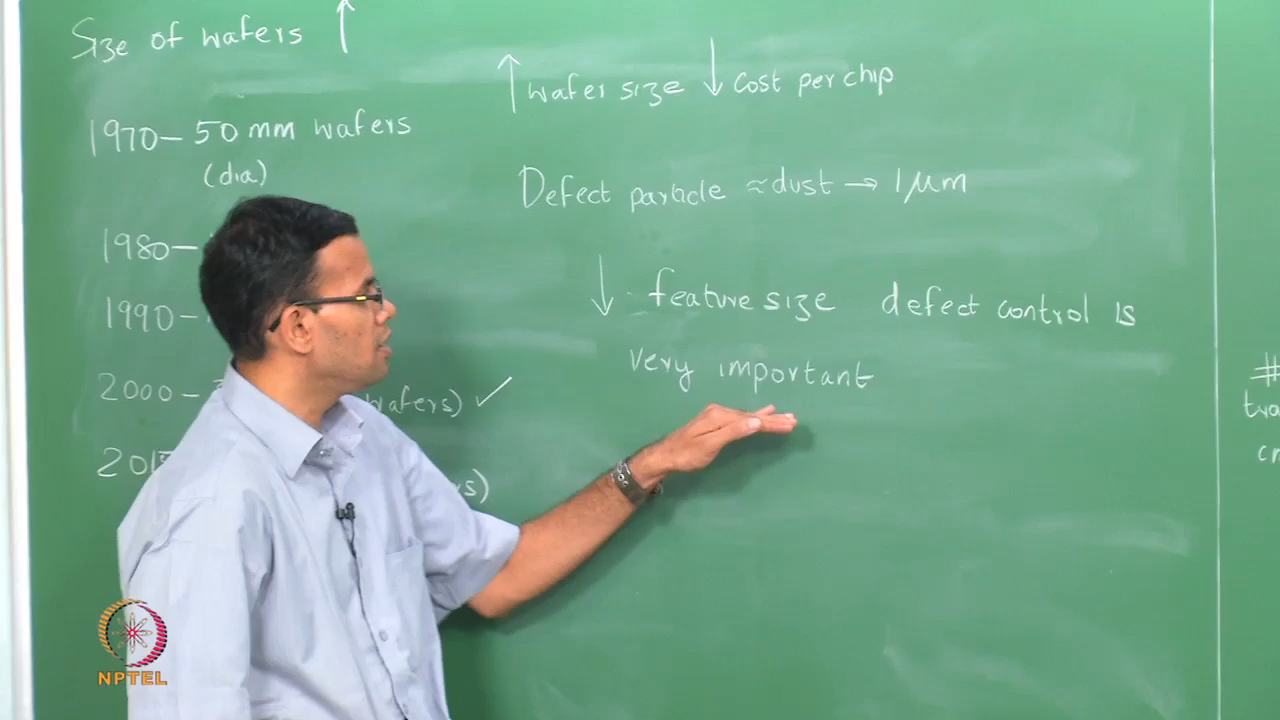 Size of wafers ↑
1970– 50 mm wafers
(dia)
1980–
1990–
2000– wafers) ✓
↑ wafer size ↓ cost per chip
Defect particle ≈ dust → 1 μm
↓ feature size defect control is
very important
#
NPTEL